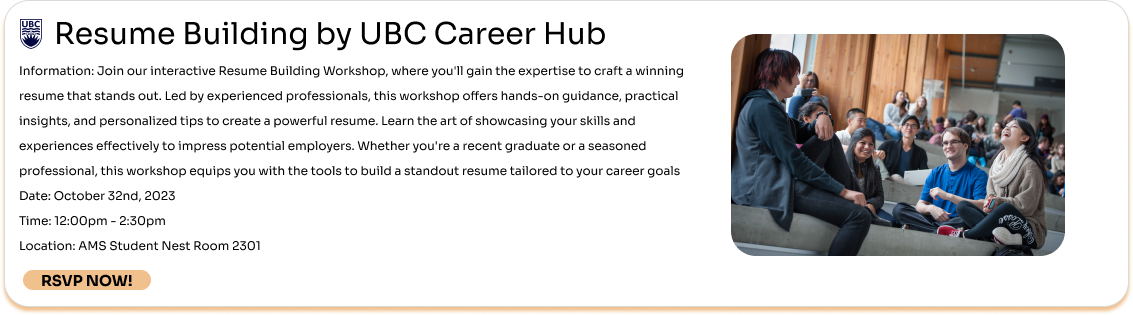 UBC
Resume Building by UBC Career Hub
Information: Join our interactive Resume Building Workshop, where you'll gain the expertise to craft a winning
resume that stands out. Led by experienced professionals, this workshop offers hands-on guidance, practical
insights, and personalized tips to create a powerful resume. Learn the art of showcasing your skills and
experiences effectively to impress potential employers. Whether you're a recent graduate or a seasoned
professional, this workshop equips you with the tools to build a standout resume tailored to your career goals
Date: October 32nd, 2023
Time: 12:00pm - 2:30pm
Location: AMS Student Nest Room 2301
RSVP NOW!